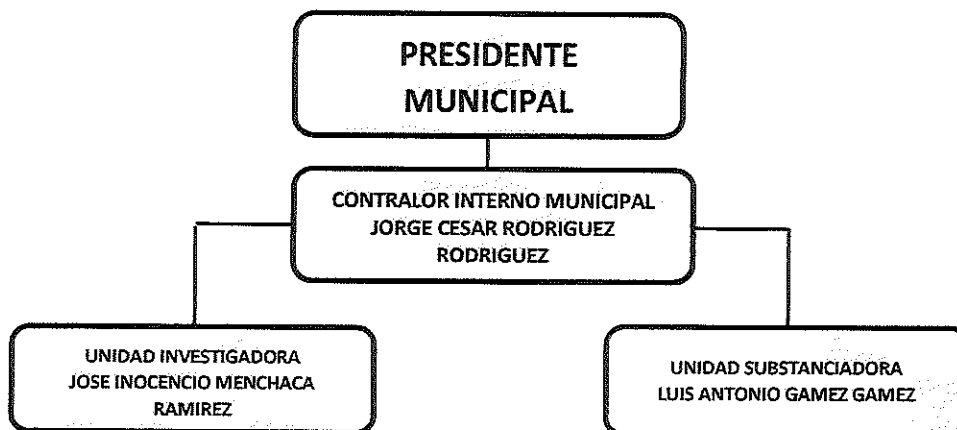 PRESIDENTE
MUNICIPAL
CONTRALOR INTERNO MUNICIPAL
JORGE CESAR RODRIGUEZ
RODRIGUEZ
UNIDAD INVESTIGADORA
JOSE INOCENCIO MENCHACA
RAMIREZ
UNIDAD SUBSTANCIADORA
LUIS ANTONIO GAMEZ GAMEZ